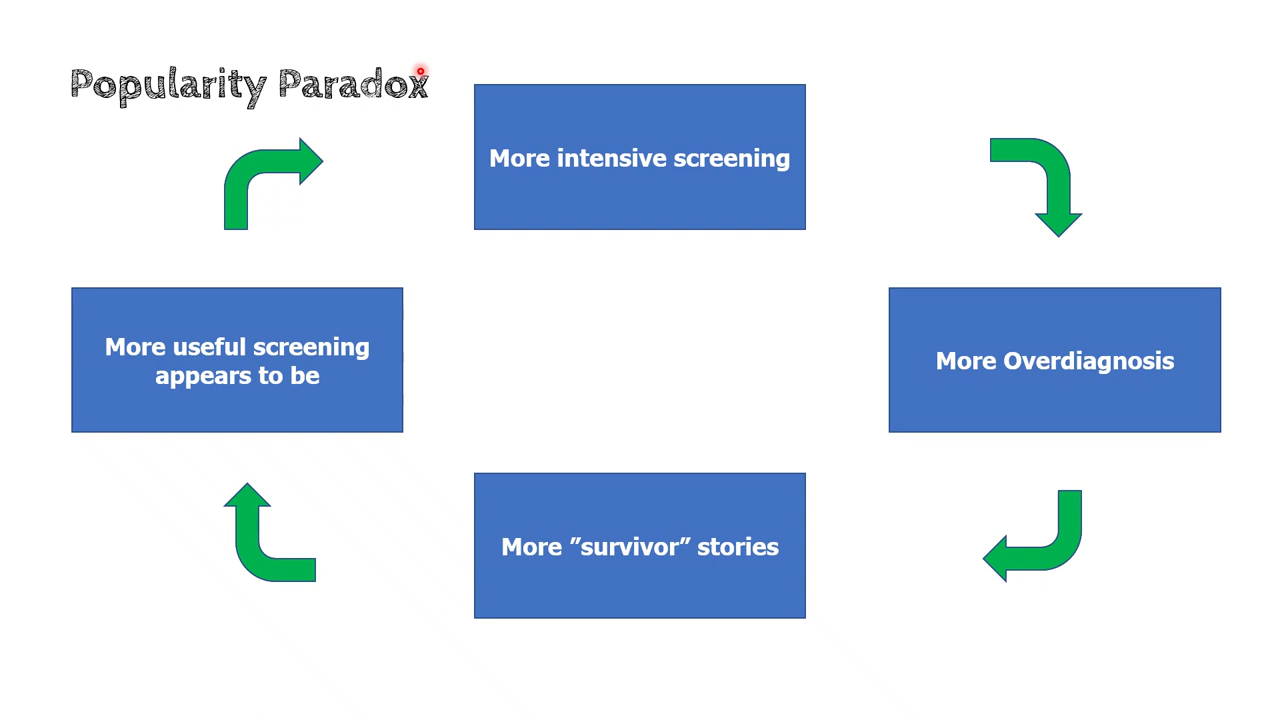 Popularity Paradox
More intensive screening
More Overdiagnosis
More ”survivor” stories
More useful screening
appears to be